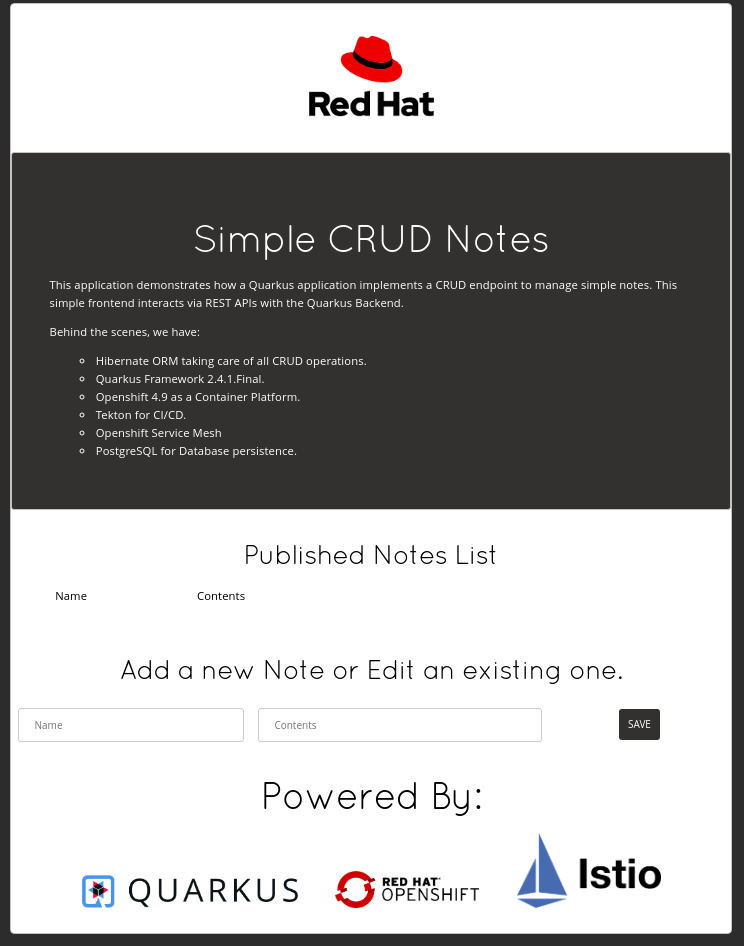 Red Hat
Simple CRUD Notes
This application demonstrates how a Quarkus application implements a CRUD endpoint to manage simple notes. This
simple frontend interacts via REST APIs with the Quarkus Backend.
Behind the scenes, we have:
Hibernate ORM taking care of all CRUD operations.
Quarkus Framework 2.4.1.Final.
Openshift 4.9 as a Container Platform.
Tekton for CI/CD.
Openshift Service Mesh
PostgreSQL for Database persistence.
Published Notes List
Name Contents
Add a new Note or Edit an existing one.
Name Contents SAVE
Powered By:
QUARKUS RED HAT OPENSHIFT Istio